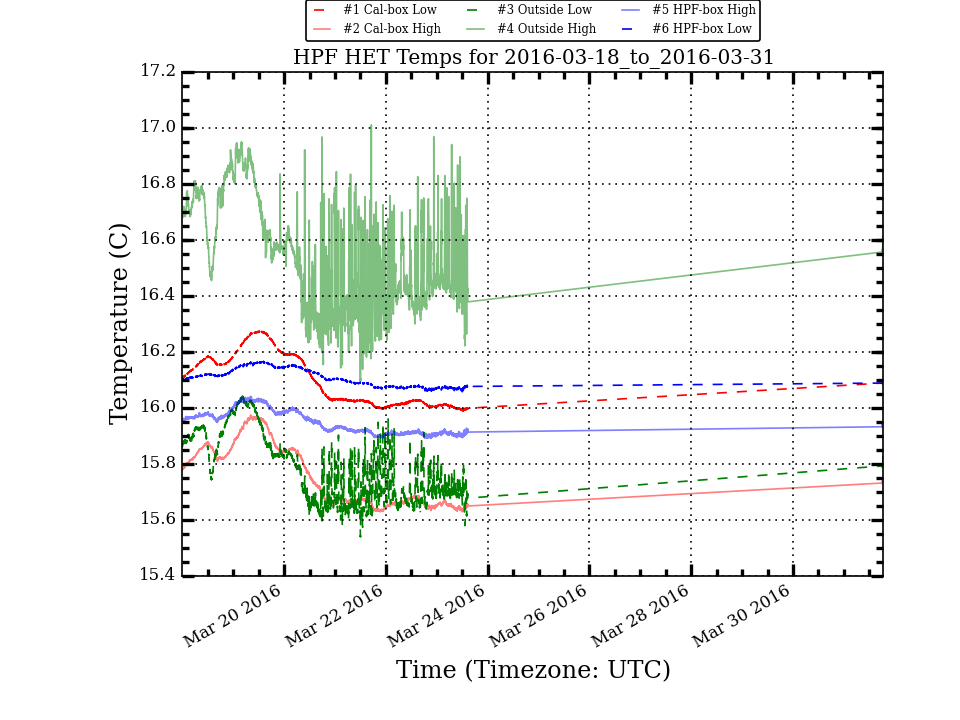 #1 Cal-box Low #3 Outside Low #5 HPF-box High
#2 Cal-box High #4 Outside High #6 HPF-box Low
HPF HET Temps for 2016-03-18_to_2016-03-31
17.2
17.0
16.8
16.6
16.4
16.2
16.0
15.8
15.6
15.4
Temperature (C)
Mar 20 2016 Mar 22 2016 Mar 24 2016 Mar 26 2016 Mar 28 2016 Mar 30 2016
Time (Timezone: UTC)